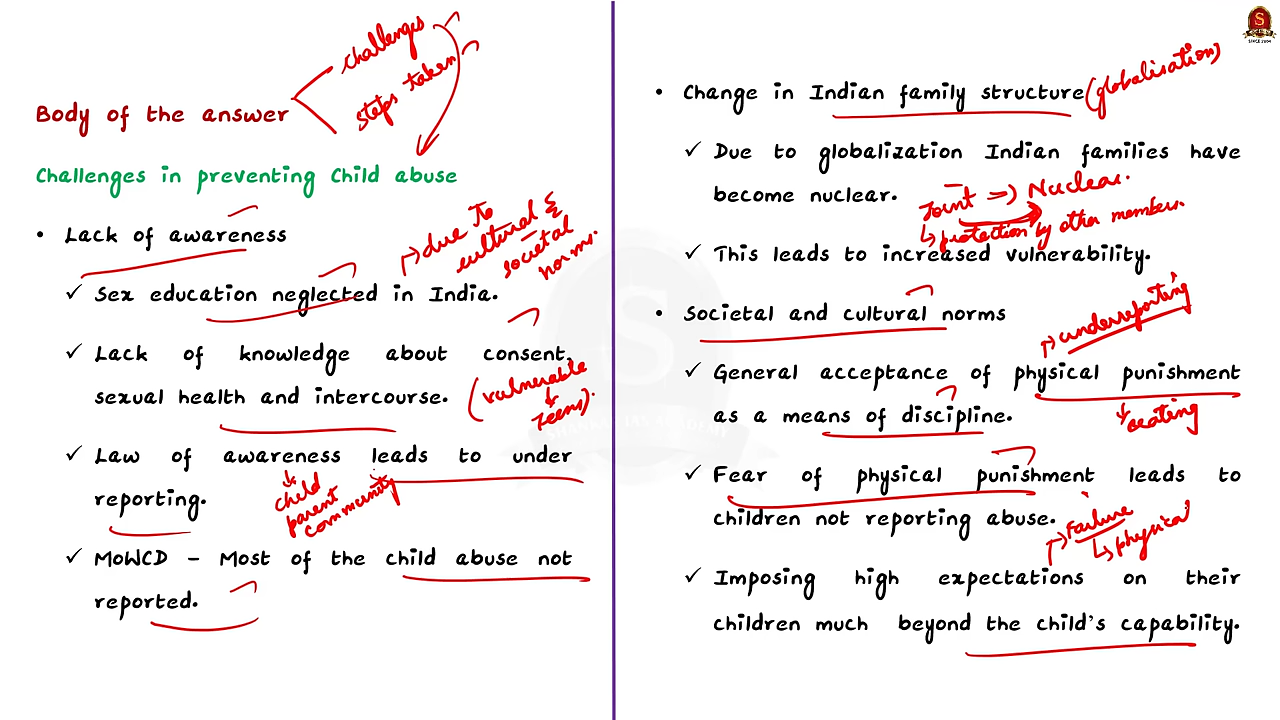 challenges
steps taken
Body of the answer
Challenges in preventing Child abuse
• Lack of awareness
due to
cultural &
societal
norms.
✓ Sex education neglected in India.
✓ Lack of knowledge about consent,
sexual health and intercourse.
(vulnerable
Teens).
✓ Law of awareness leads to under
reporting.
child
parent
community
✓ MoWCD – Most of the child abuse not
reported.
S
SINCE 2004
• Change in Indian family structure (globalisation)
✓ Due to globalization Indian families have
become nuclear.
Joint => Nuclear.
protection by other members.
✓ This leads to increased vulnerability.
• Societal and cultural norms
underreporting
✓ General acceptance of physical punishment
as a means of discipline.
beating
✓ Fear of physical punishment leads to
children not reporting abuse.
Failure
physical
✓ Imposing high expectations on their
children much beyond the child's capability.